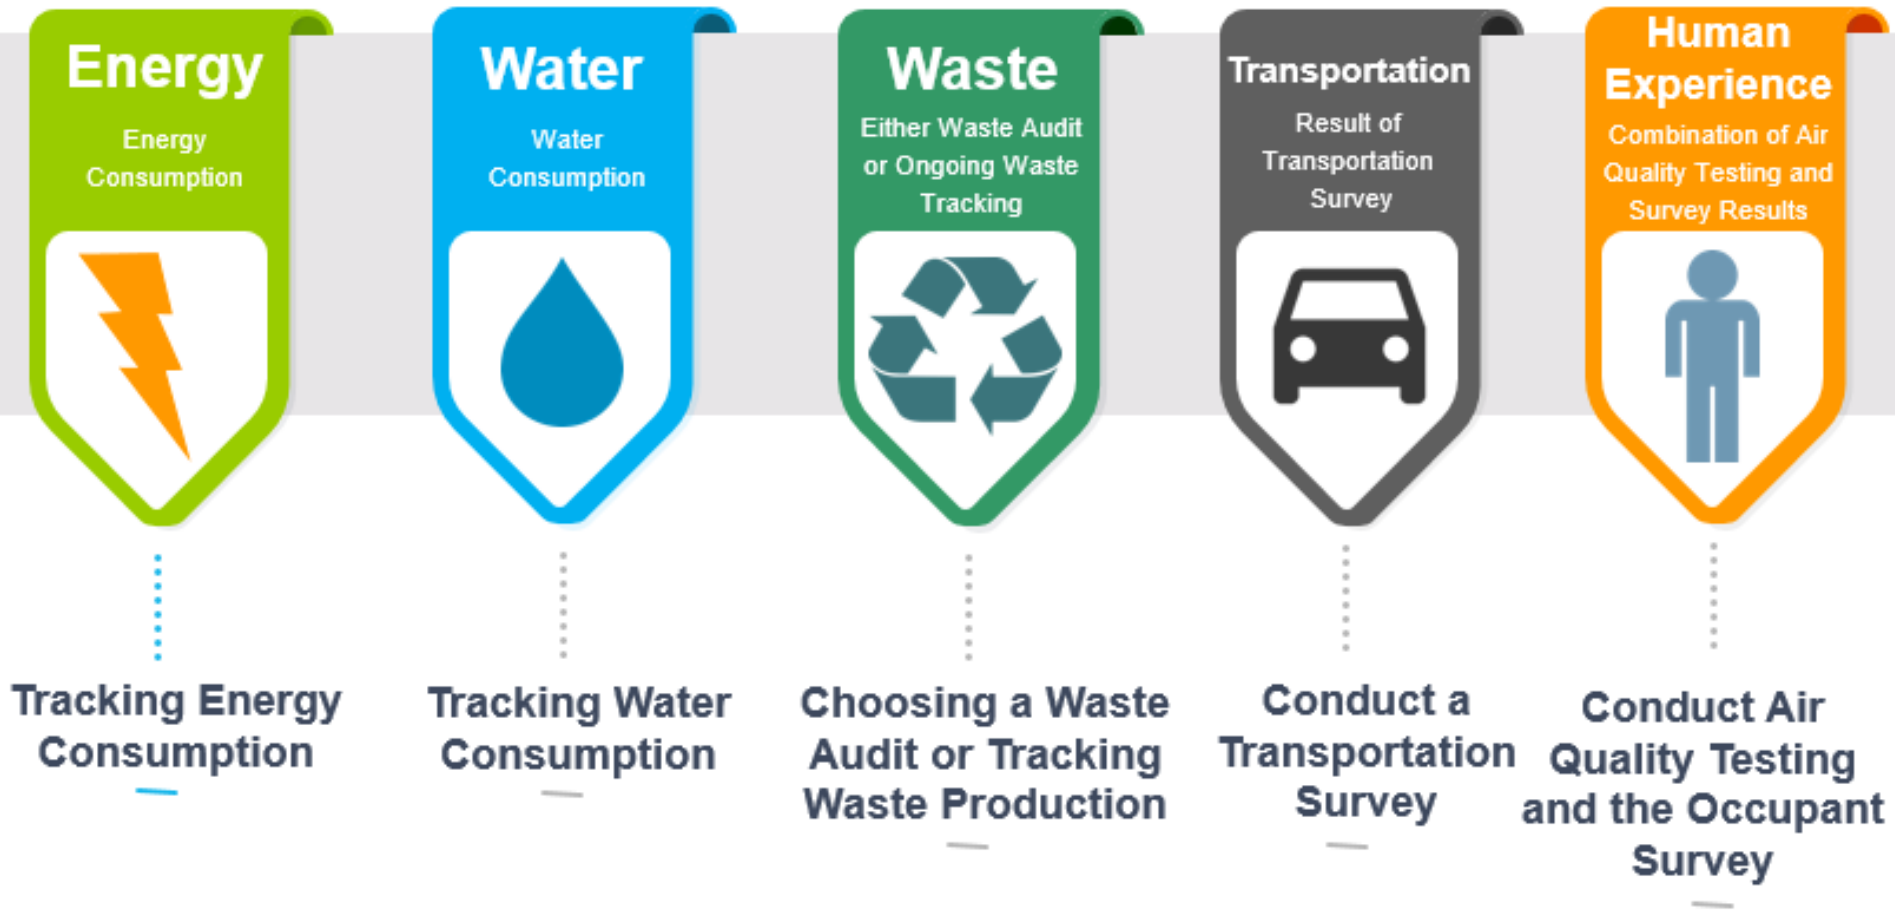 Energy
Energy
Consumption
Tracking Energy
Consumption
Water
Water
Consumption
Tracking Water
Consumption
Waste
Either Waste Audit
or Ongoing Waste
Tracking
Choosing a Waste
Audit or Tracking
Waste Production
Transportation
Result of
Transportation
Survey
Conduct a
Transportation
Survey
Human
Experience
Combination of Air
Quality Testing and
Survey Results
Conduct Air
Quality Testing
and the Occupant
Survey